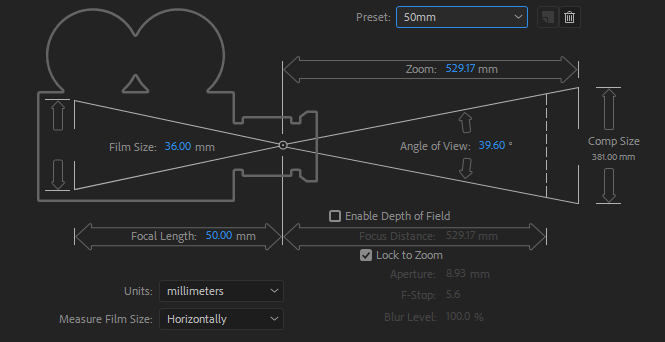 Preset: 50mm
Zoom: 529.17 mm
Film Size: 36.00 mm
Angle of View: 39.60 °
Comp Size
381.00 mm
Enable Depth of Field
Focal Length: 50.00 mm
Focus Distance: 529.17 mm
Lock to Zoom
Units: millimeters
Aperture: 8.93 mm
F-Stop: 5.6
Measure Film Size: Horizontally
Blur Level: 100.0 %